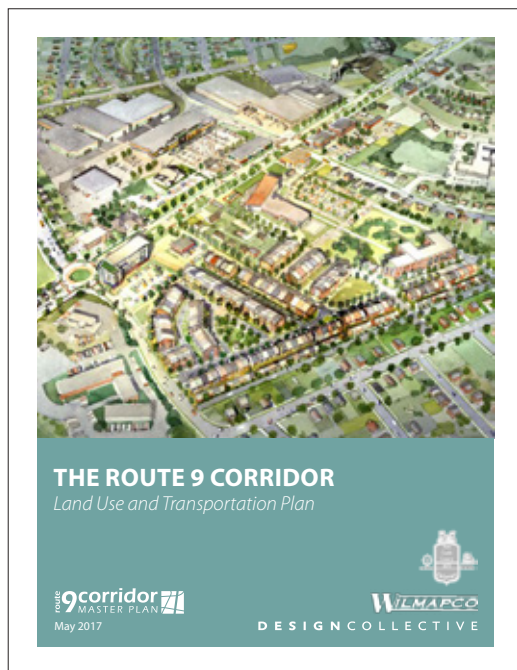 THE ROUTE 9 CORRIDOR
Land Use and Transportation Plan
route 9 corridor
MASTER PLAN
May 2017
WILMAPCO
DESIGNCOLLECTIVE